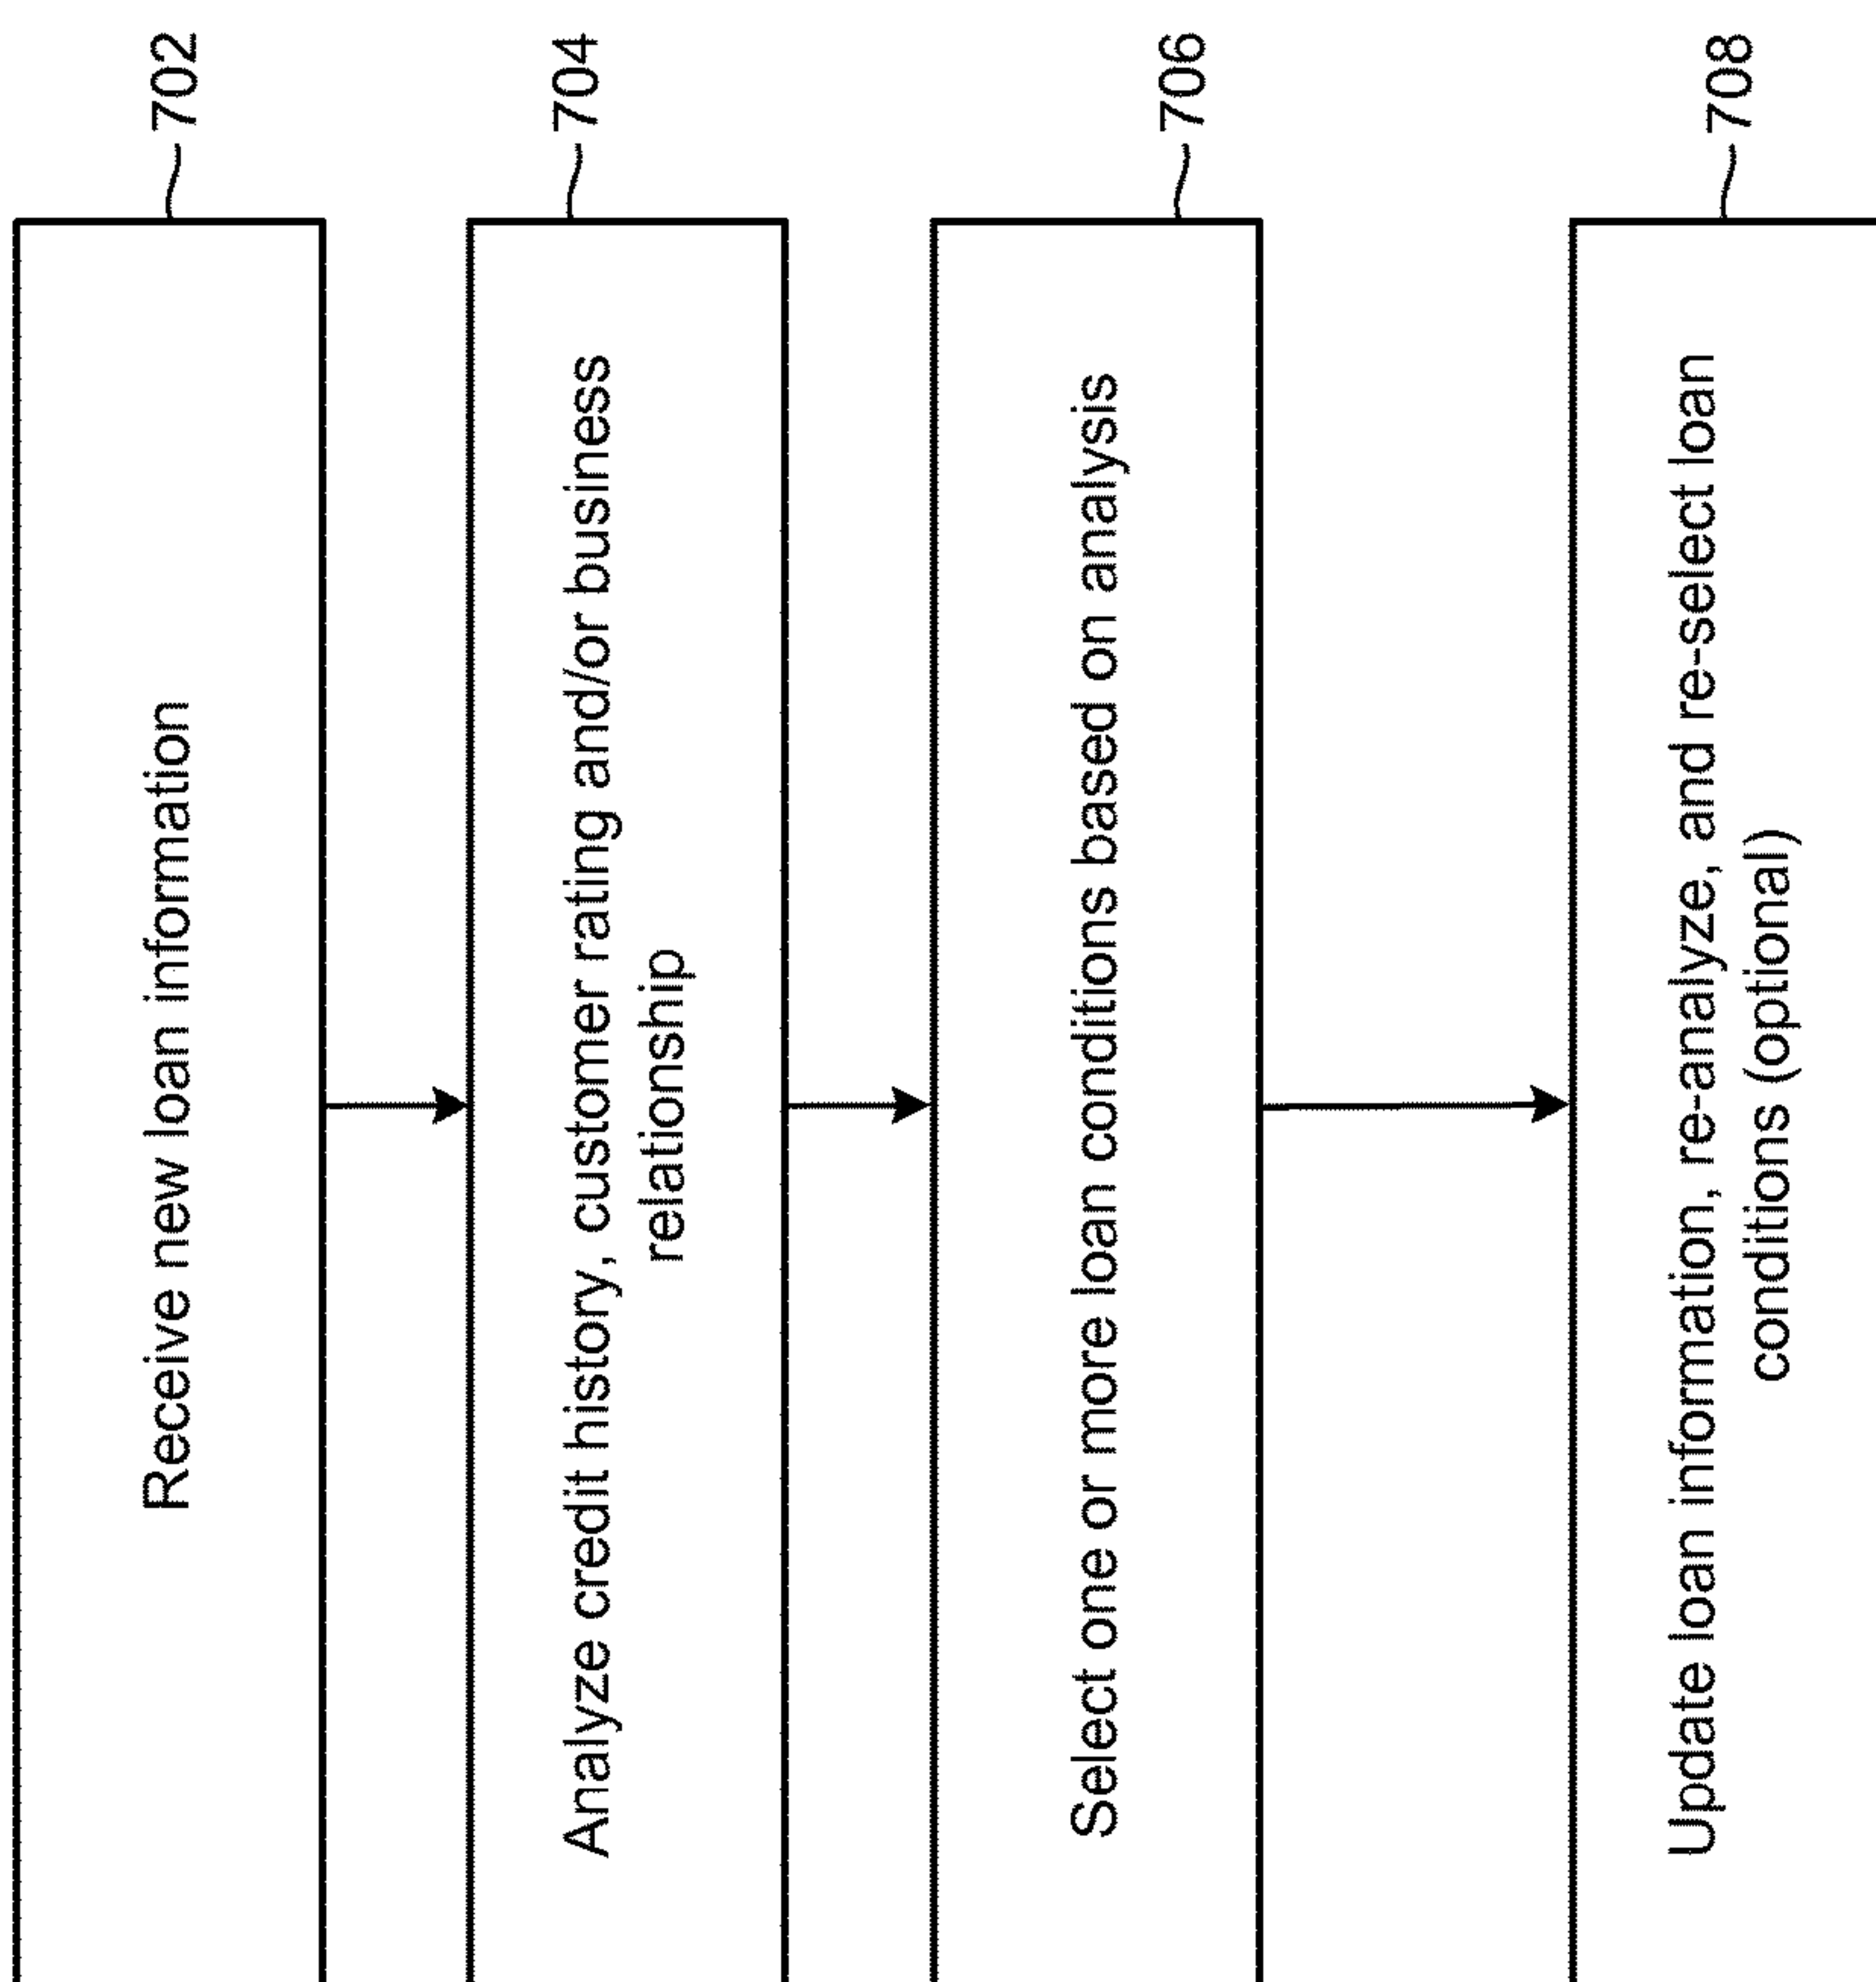 Receive new loan information
702
Analyze credit history, customer rating and/or business
relationship
704
Select one or more loan conditions based on analysis
706
Update loan information, re-analyze, and re-select loan
conditions (optional)
708